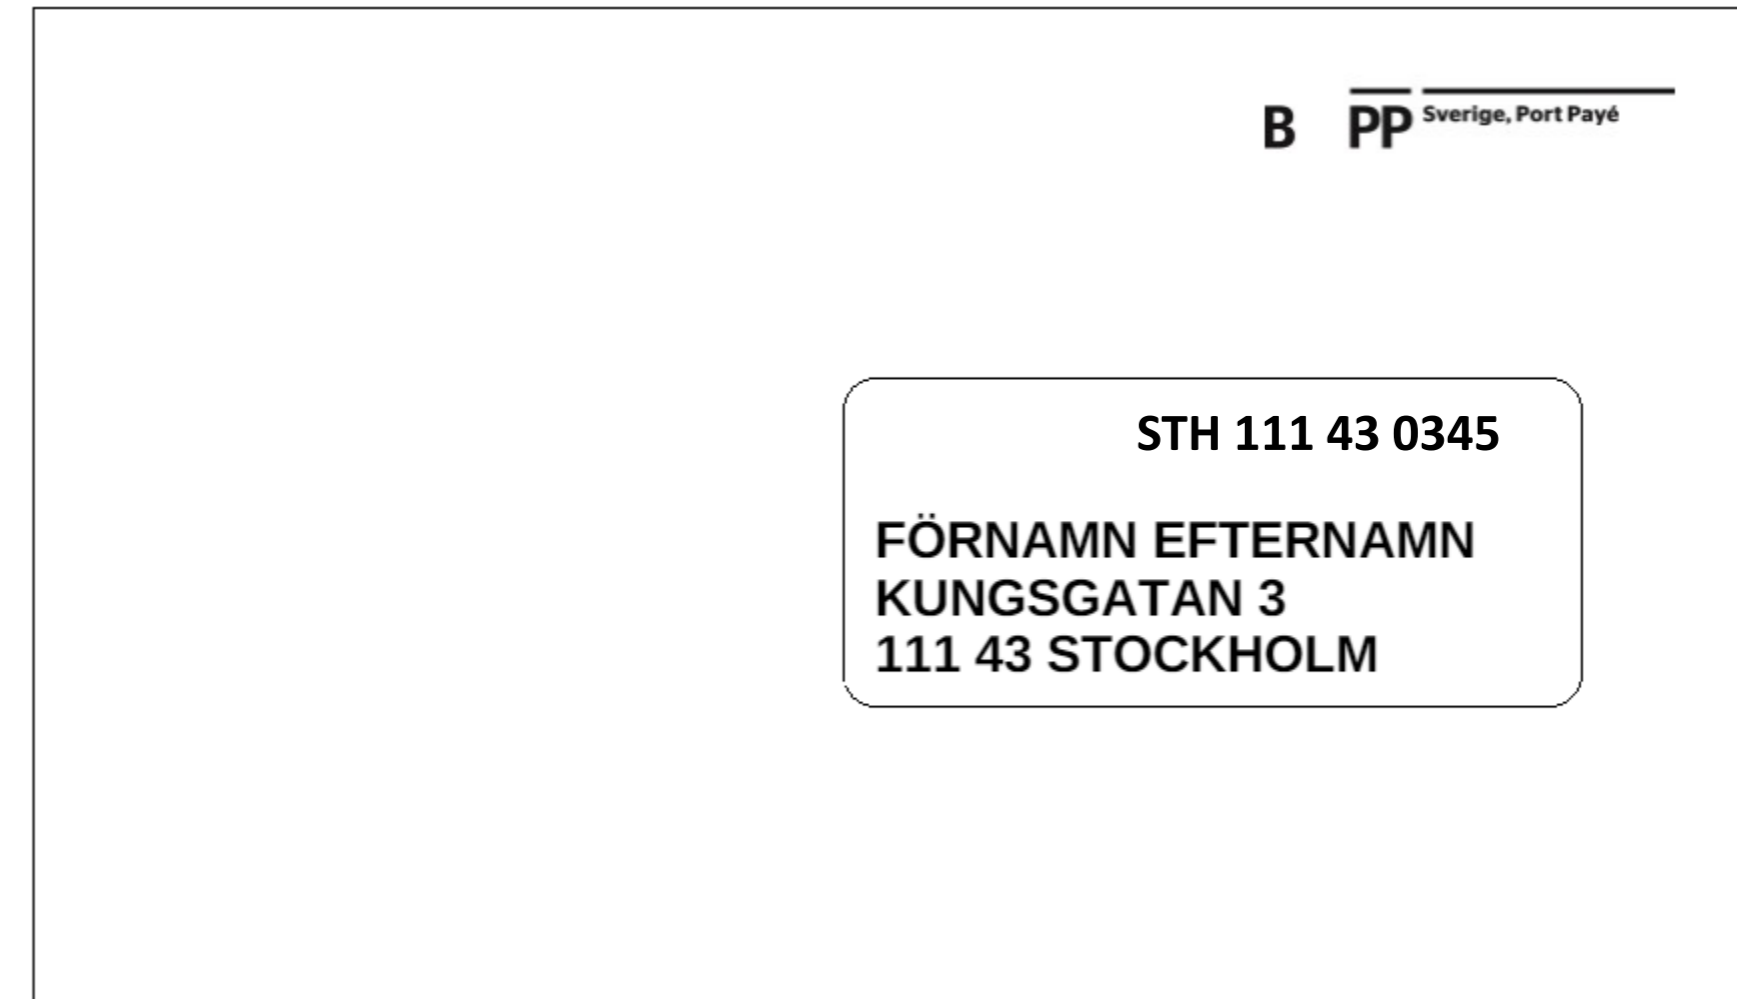 B PP Sverige, Port Payé
STH 111 43 0345
FÖRNAMN EFTERNAMN
KUNGSGATAN 3
111 43 STOCKHOLM